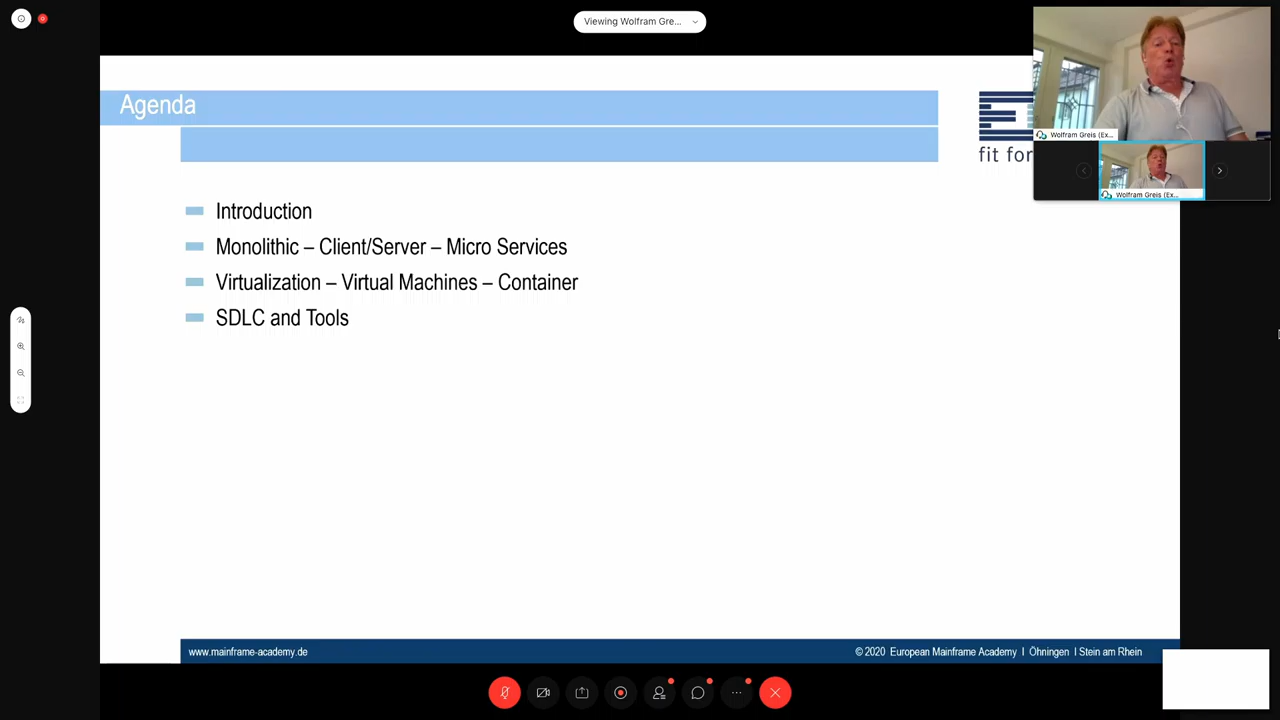 Viewing Wolfram Gre...
Agenda
fit for
Wolfram Greis (Ex...
Wolfram Greis (Ex...
Introduction
Monolithic – Client/Server – Micro Services
Virtualization – Virtual Machines – Container
SDLC and Tools
www.mainframe-academy.de
© 2020 European Mainframe Academy I Öhningen I Stein am Rhein